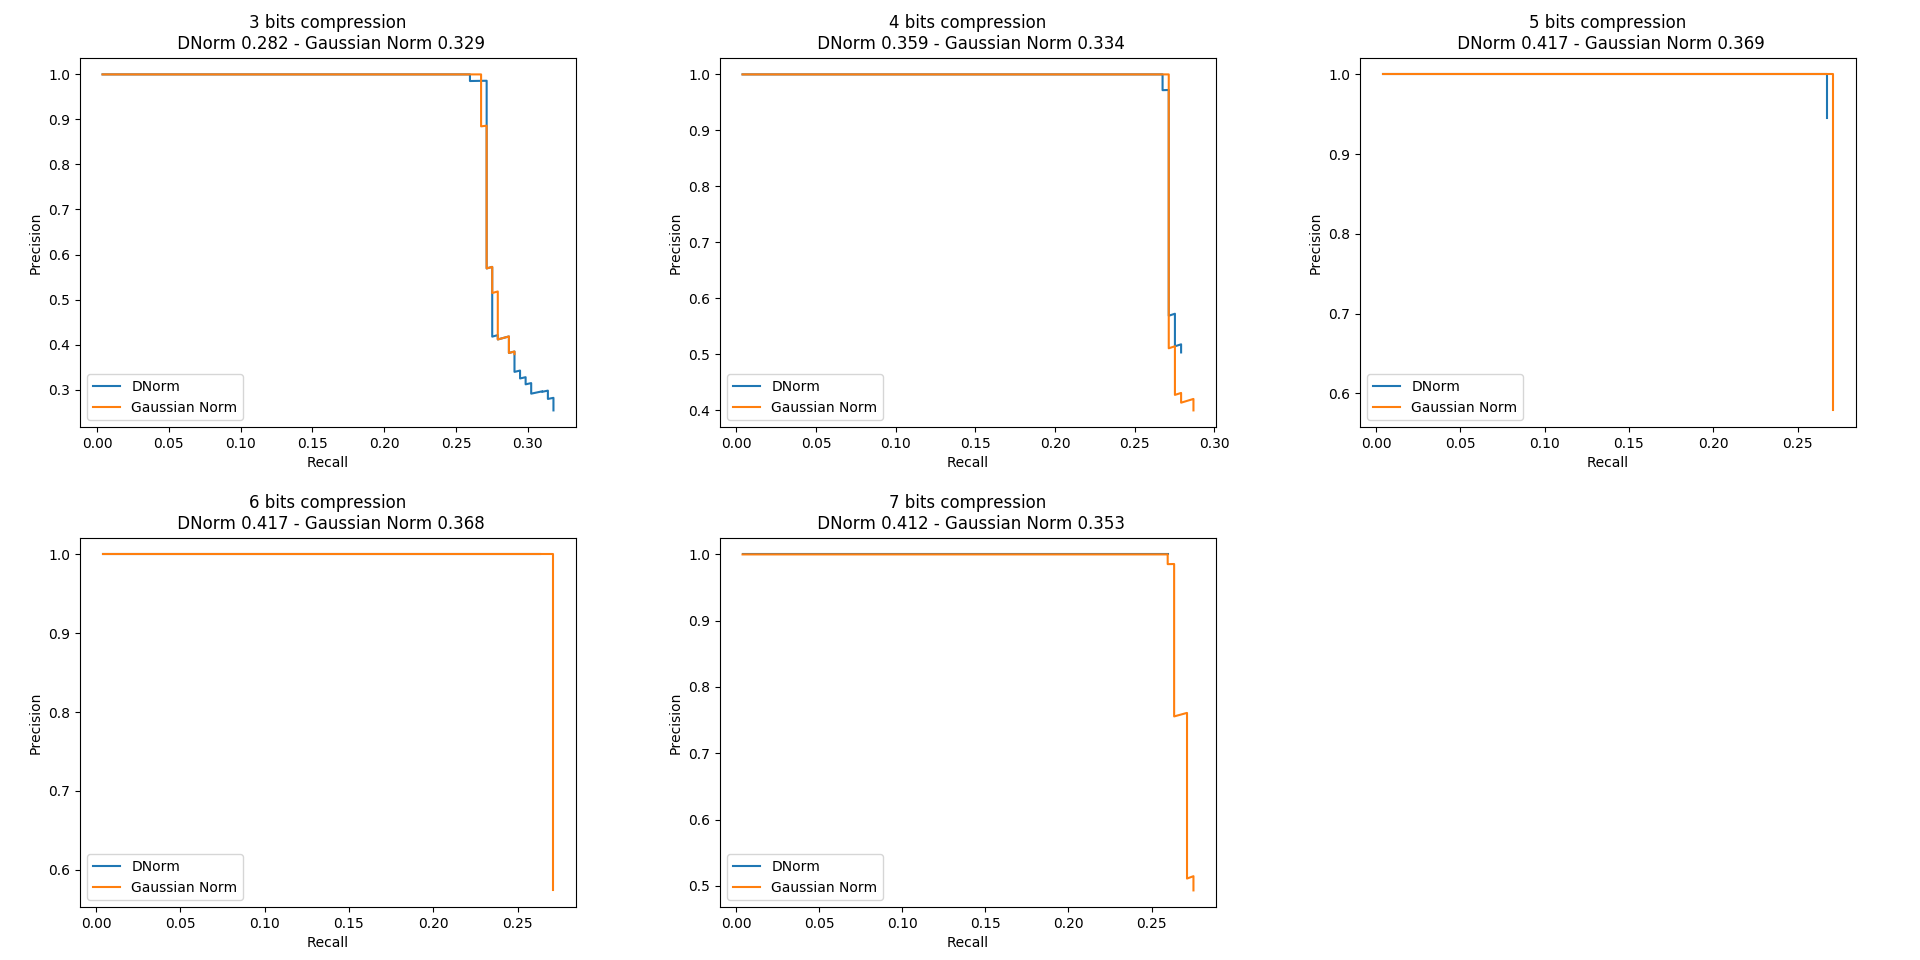 3 bits compression
DNorm 0.282 - Gaussian Norm 0.329
1.0
0.9
0.8
0.7
0.6
0.5
0.4
0.3
Precision
DNorm
Gaussian Norm
0.00 0.05 0.10 0.15 0.20 0.25 0.30
Recall
4 bits compression
DNorm 0.359 - Gaussian Norm 0.334
1.0
0.9
0.8
0.7
0.6
0.5
0.4
Precision
DNorm
Gaussian Norm
0.00 0.05 0.10 0.15 0.20 0.25 0.30
Recall
5 bits compression
DNorm 0.417 - Gaussian Norm 0.369
1.0
0.9
0.8
0.7
0.6
Precision
DNorm
Gaussian Norm
0.00 0.05 0.10 0.15 0.20 0.25
Recall
6 bits compression
DNorm 0.417 - Gaussian Norm 0.368
1.0
0.9
0.8
0.7
0.6
Precision
DNorm
Gaussian Norm
0.00 0.05 0.10 0.15 0.20 0.25
Recall
7 bits compression
DNorm 0.412 - Gaussian Norm 0.353
1.0
0.9
0.8
0.7
0.6
0.5
Precision
DNorm
Gaussian Norm
0.00 0.05 0.10 0.15 0.20 0.25
Recall